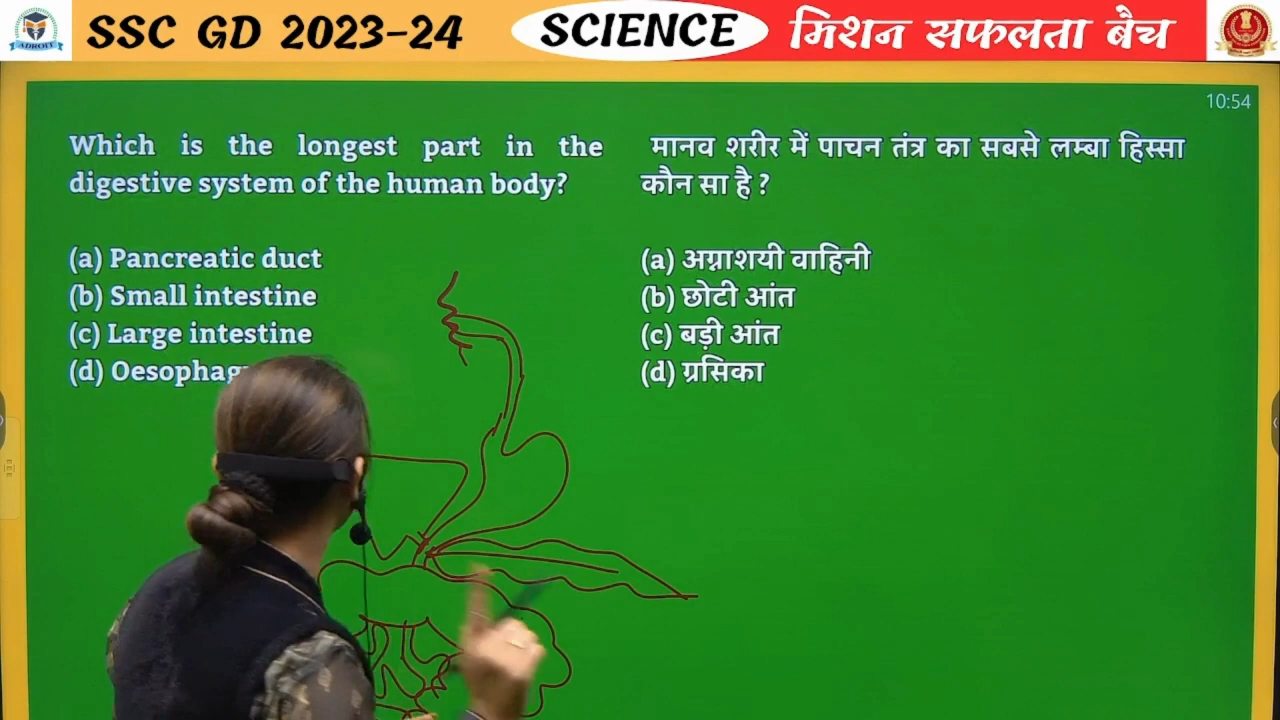 SSC GD 2023-24
SCIENCE
मिशन सफलता बैच
ADROIT
10:54
Which is the longest part in the
digestive system of the human body?
(a) Pancreatic duct
(b) Small intestine
(c) Large intestine
(d)
मानव शरीर में पाचन तंत्र का सबसे लम्बा हिस्सा
कौन सा है ?
(a) अग्नाशयी वाहिनी
(b) छोटी आंत
(c) बड़ी आंत
(d) ग्रसिका